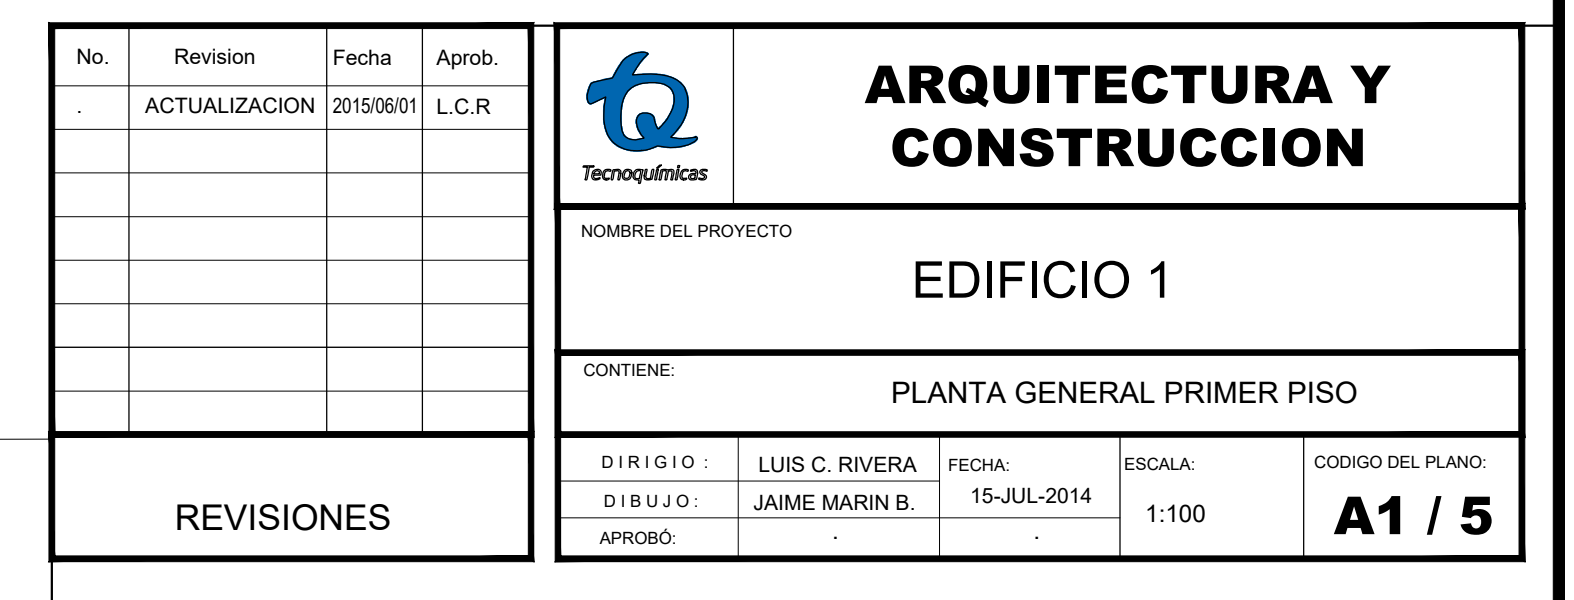 No. Revision Fecha Aprob.
. ACTUALIZACION 2015/06/01 L.C.R
REVISIONES
Tecnoquímicas
ARQUITECTURA Y
CONSTRUCCION
NOMBRE DEL PROYECTO
EDIFICIO 1
CONTIENE:
PLANTA GENERAL PRIMER PISO
DIRIGIO : LUIS C. RIVERA
DIBUJO: JAIME MARIN B.
APROBÓ: .
FECHA:
15-JUL-2014
.
ESCALA:
1:100
CODIGO DEL PLANO:
A1 / 5